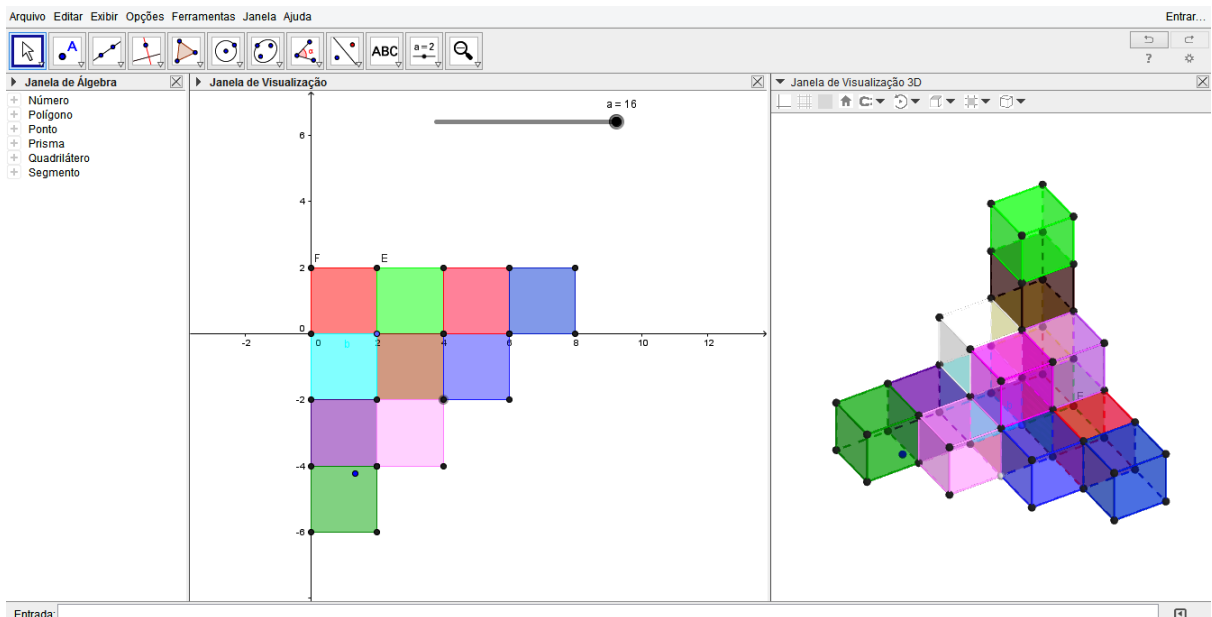 Arquivo Editar Exibir Opções Ferramentas Janela Ajuda Entrar...
A α ABC a = 2 ?
Janela de Álgebra
Janela de Visualização
Janela de Visualização 3D
Número
Polígono
Ponto
Prisma
Quadrilátero
Segmento
a = 16
6
4
2 F E
0
-2 0 b 2 4 6 8 10 12
-2
-4
-6
E
Entrada: